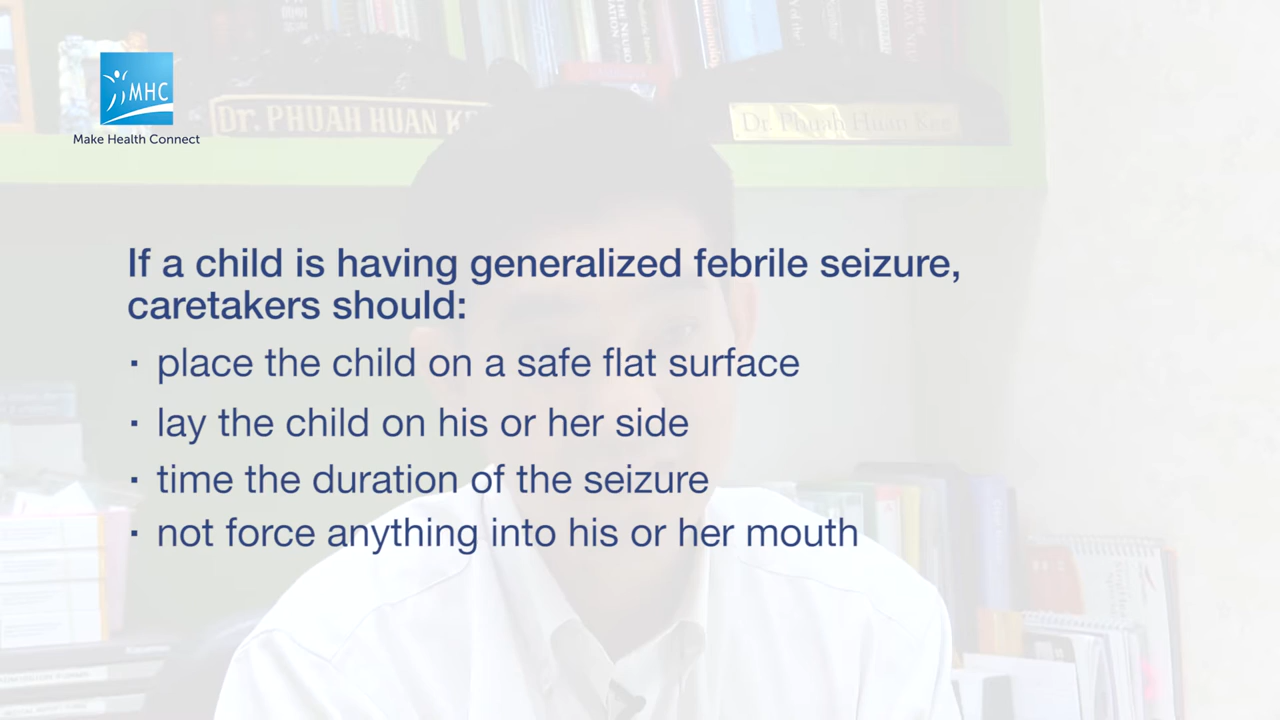 MHC
Make Health Connect
Dr. PHUAH HUAN KE
Dr. Phuah Huan Kee
If a child is having generalized febrile seizure,
caretakers should:
· place the child on a safe flat surface
· lay the child on his or her side
· time the duration of the seizure
· not force anything into his or her mouth